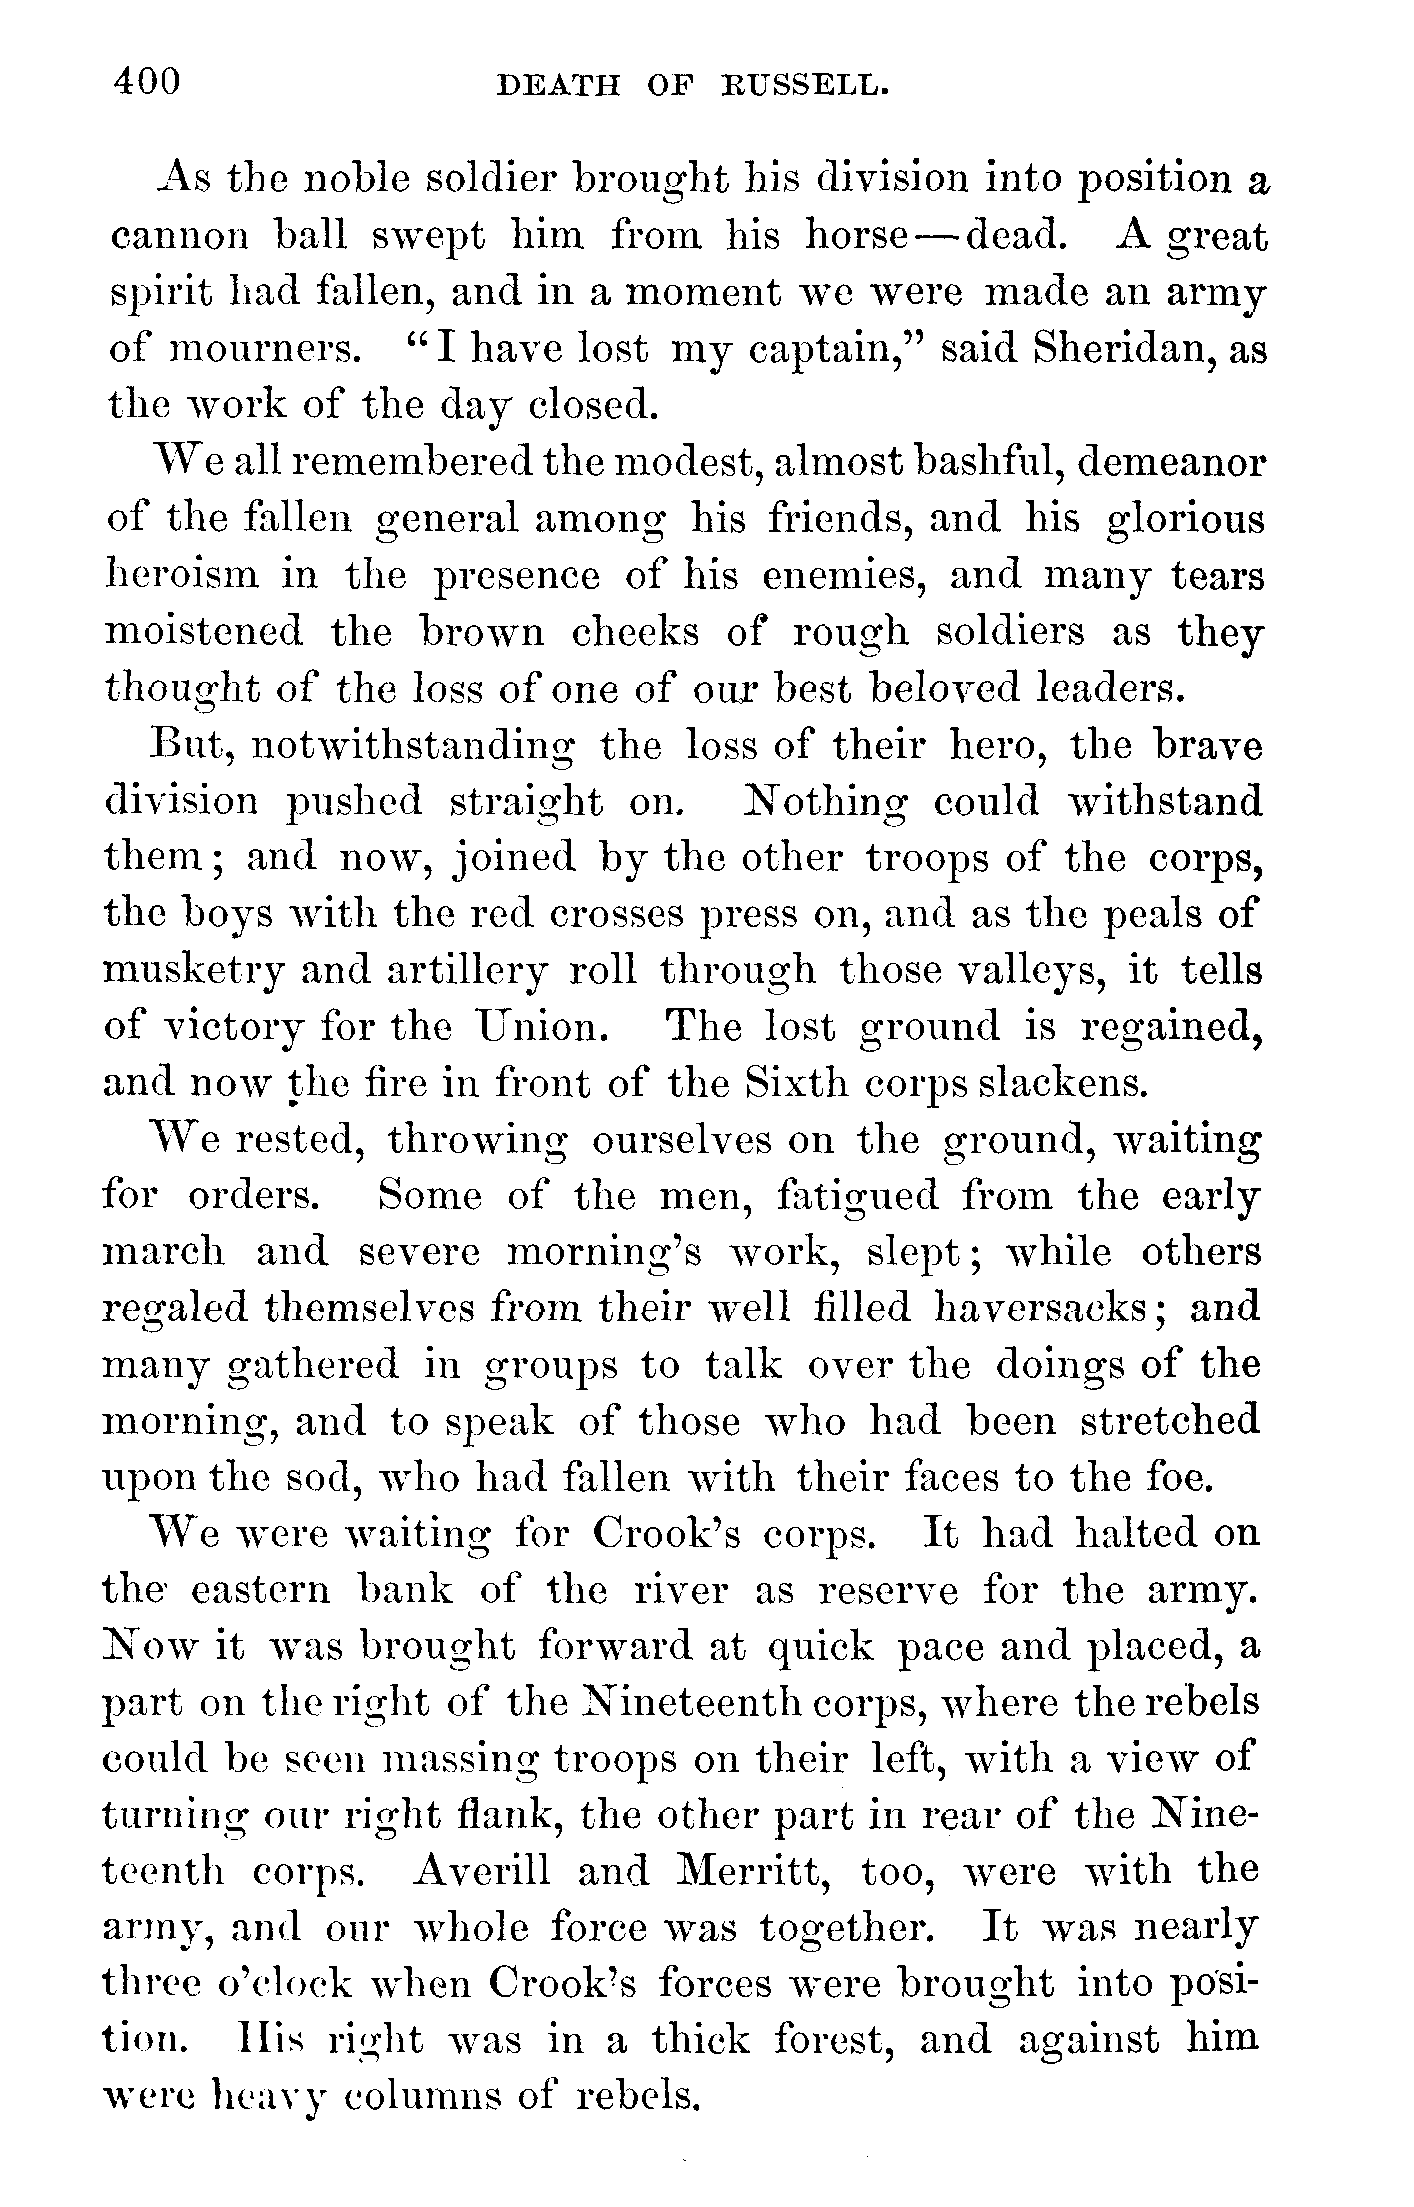 400 DEATH OF RUSSELL.
As the noble soldier brought his division into position a
cannon ball swept him from his horse—dead. A great
spirit had fallen, and in a moment we were made an army
of mourners. “I have lost my captain,” said Sheridan, as
the work of the day closed.
We all remembered the modest, almost bashful, demeanor
of the fallen general among his friends, and his glorious
heroism in the presence of his enemies, and many tears
moistened the brown cheeks of rough soldiers as they
thought of the loss of one of our best beloved leaders.
But, notwithstanding the loss of their hero, the brave
division pushed straight on. Nothing could withstand
them; and now, joined by the other troops of the corps,
the boys with the red crosses press on, and as the peals of
musketry and artillery roll through those valleys, it tells
of victory for the Union. The lost ground is regained,
and now the fire in front of the Sixth corps slackens.
We rested, throwing ourselves on the ground, waiting
for orders. Some of the men, fatigued from the early
march and severe morning’s work, slept; while others
regaled themselves from their well filled haversacks; and
many gathered in groups to talk over the doings of the
morning, and to speak of those who had been stretched
upon the sod, who had fallen with their faces to the foe.
We were waiting for Crook’s corps. It had halted on
the eastern bank of the river as reserve for the army.
Now it was brought forward at quick pace and placed, a
part on the right of the Nineteenth corps, where the rebels
could be seen massing troops on their left, with a view of
turning our right flank, the other part in rear of the Nine-
teenth corps. Averill and Merritt, too, were with the
army, and our whole force was together. It was nearly
three o’clock when Crook’s forces were brought into posi-
tion. His right was in a thick forest, and against him
were heavy columns of rebels.